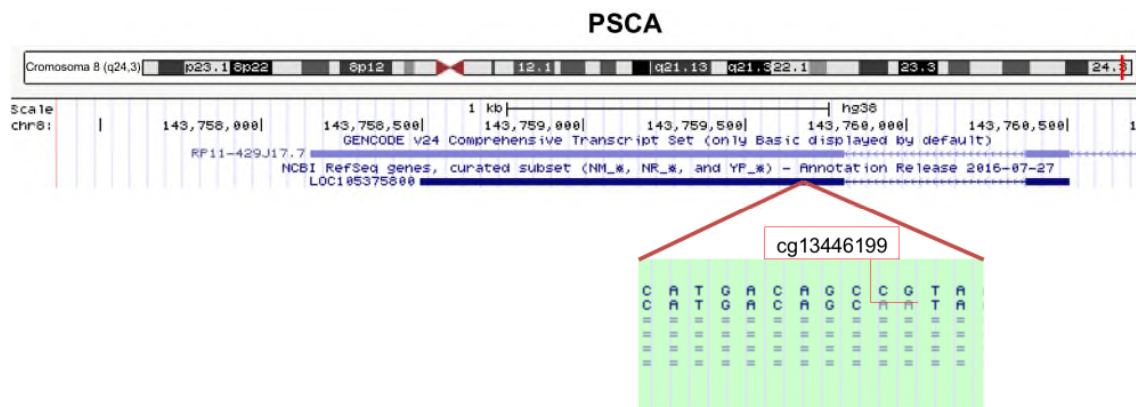 PSCA
Cromosoma 8 (q24,3) p23.1 8p22 8p12 12.1 q21.13 q21.3 22.1 23.3 24.3
Scale 1 kb hg38
chr8: 143,758,000 143,758,500 143,759,000 143,759,500 143,760,000 143,760,500 1
GENCODE v24 Comprehensive Transcript Set (only Basic displayed by default)
RP11-429J17.7
NCBI RefSeq genes, curated subset (NM_*, NR_*, and YP_*) - Annotation Release 2016-07-27
LOC105375800
cg13446199
C A T G A C A G C C G T A
C A T G A C A G C A A T A
= = = = = = = = = = = = =
= = = = = = = = = = = = =
= = = = = = = = = = = = =
= = = = = = = = = = = = =